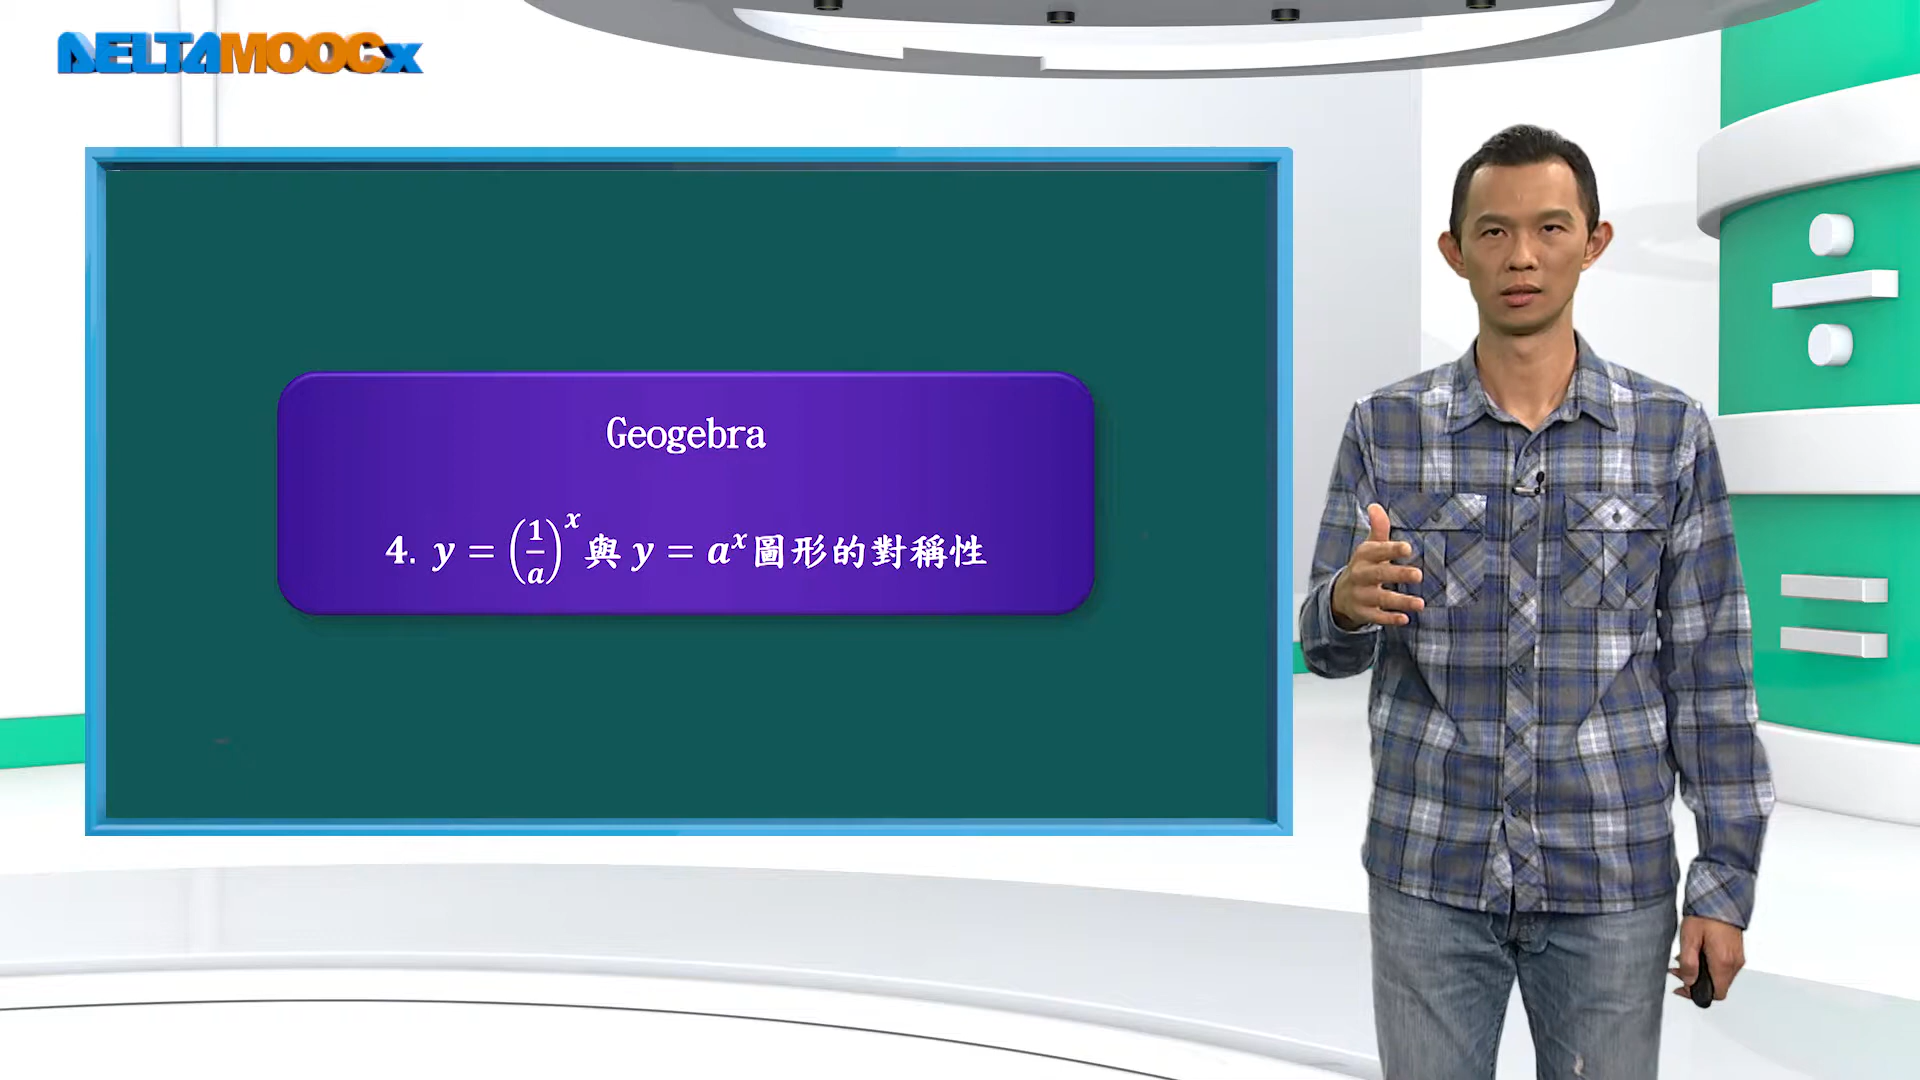 DELTAMOOCx
Geogebra
4. y = (1/a)^x 與 y = a^x 圖形的對稱性